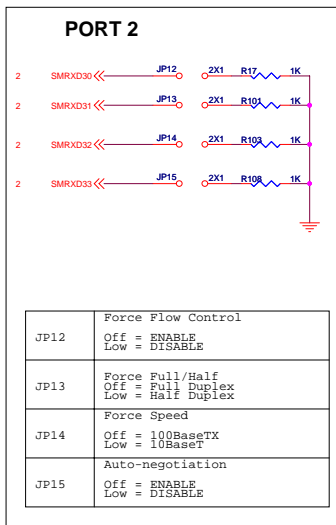 PORT 2
2 SMRXD30 JP12 2X1 R17 1K
2 SMRXD31 JP13 2X1 R101 1K
2 SMRXD32 JP14 2X1 R103 1K
2 SMRXD33 JP15 2X1 R108 1K
Force Flow Control
JP12 Off = ENABLE
Low = DISABLE
Force Full/Half
JP13 Off = Full Duplex
Low = Half Duplex
Force Speed
JP14 Off = 100BaseTX
Low = 10BaseT
Auto-negotiation
JP15 Off = ENABLE
Low = DISABLE